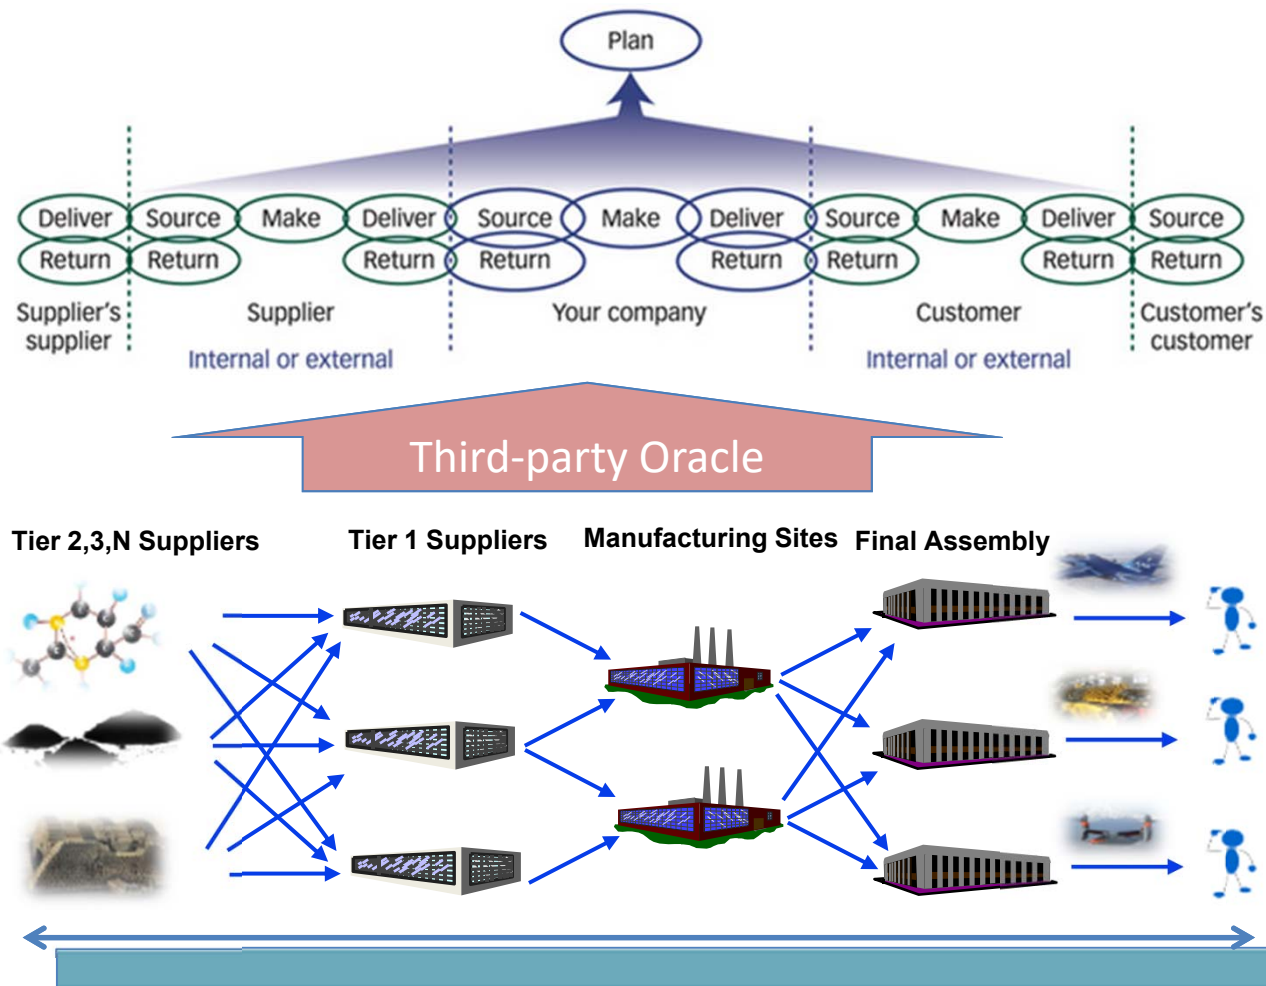 Plan
Deliver Source Make Deliver Source Make Deliver Source Make Deliver Source
Return Return Return Return Return Return Return Return
Supplier's supplier Supplier Your company Customer Customer's customer
Internal or external Internal or external
Third-party Oracle
Tier 2,3,N Suppliers Tier 1 Suppliers Manufacturing Sites Final Assembly